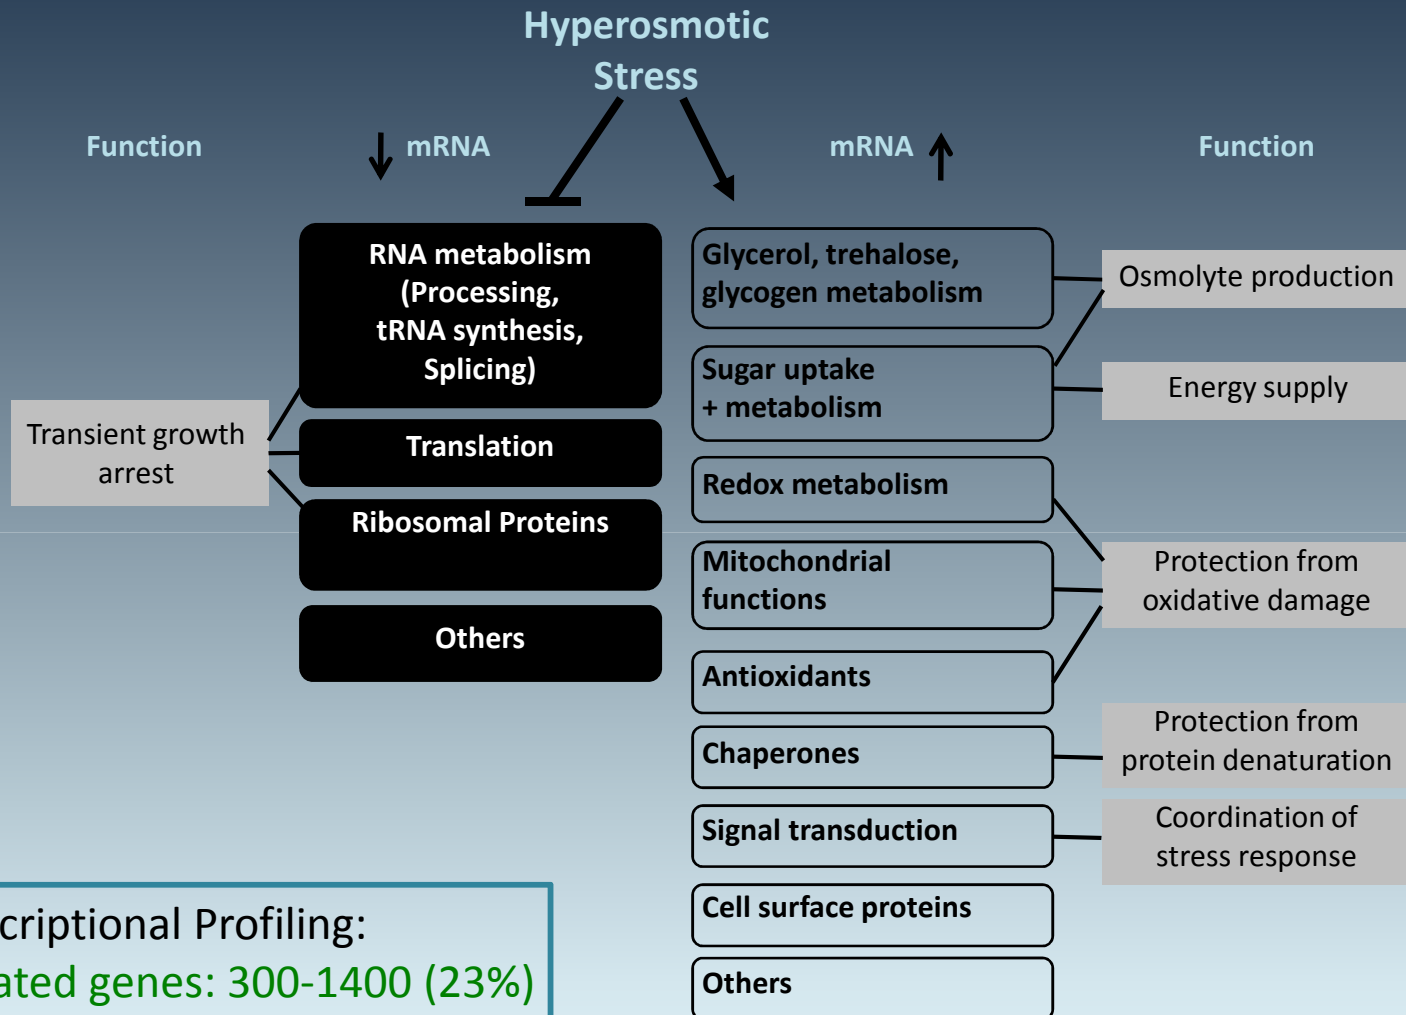 Hyperosmotic
Stress
Function
mRNA
mRNA
Function
RNA metabolism
(Processing,
tRNA synthesis,
Splicing)
Translation
Ribosomal Proteins
Others
Transient growth
arrest
Glycerol, trehalose,
glycogen metabolism
Sugar uptake
+ metabolism
Redox metabolism
Mitochondrial
functions
Antioxidants
Chaperones
Signal transduction
Cell surface proteins
Others
Osmolyte production
Energy supply
Protection from
oxidative damage
Protection from
protein denaturation
Coordination of
stress response
criptional Profiling:
ated genes: 300-1400 (23%)